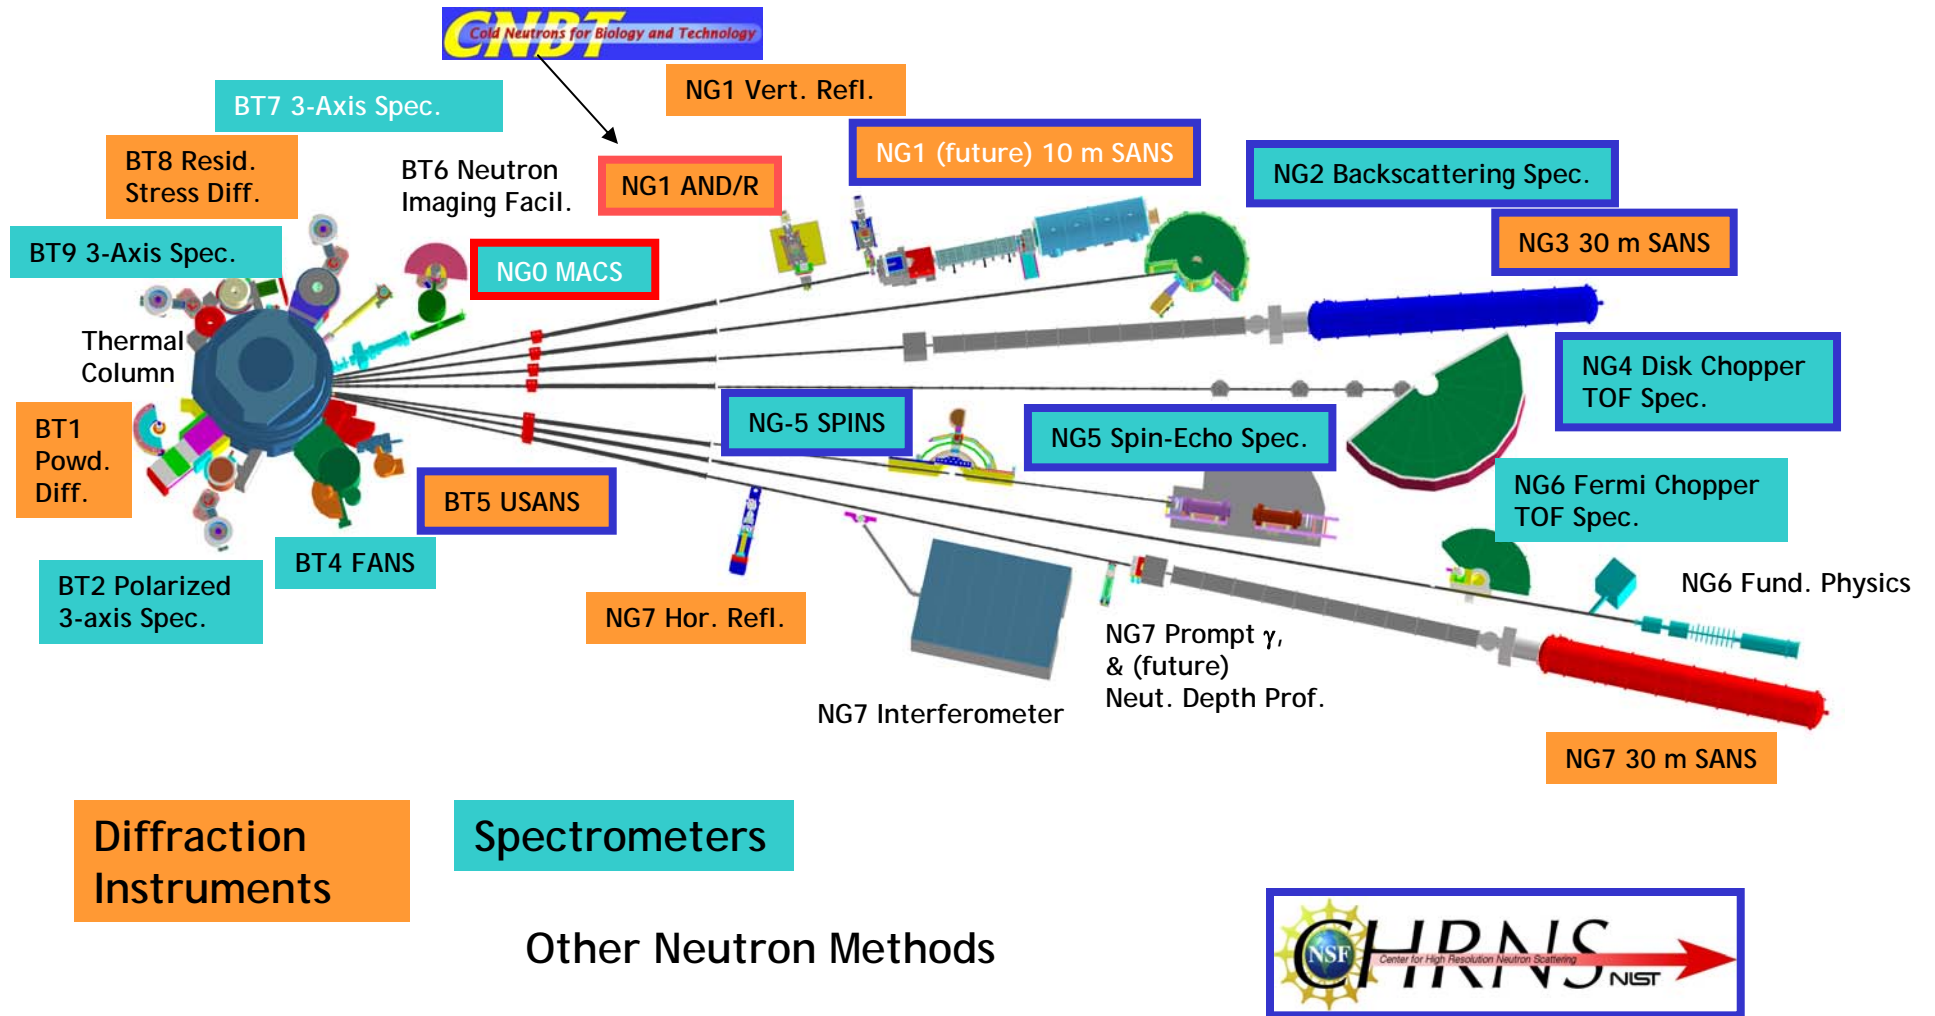 CNBT
Cold Neutrons for Biology and Technology
NG1 Vert. Refl.
BT7 3-Axis Spec.
BT8 Resid.
Stress Diff.
BT6 Neutron
Imaging Facil.
NG1 AND/R
NG1 (future) 10 m SANS
NG2 Backscattering Spec.
NG3 30 m SANS
BT9 3-Axis Spec.
NG0 MACS
Thermal
Column
NG4 Disk Chopper
TOF Spec.
BT1
Powd.
Diff.
NG-5 SPINS
NG5 Spin-Echo Spec.
BT5 USANS
NG6 Fermi Chopper
TOF Spec.
BT4 FANS
BT2 Polarized
3-axis Spec.
NG7 Hor. Refl.
NG6 Fund. Physics
NG7 Prompt γ,
& (future)
Neut. Depth Prof.
NG7 Interferometer
NG7 30 m SANS
Diffraction
Instruments
Spectrometers
Other Neutron Methods
NSF
CHRNS
Center for High Resolution Neutron Scattering
NIST